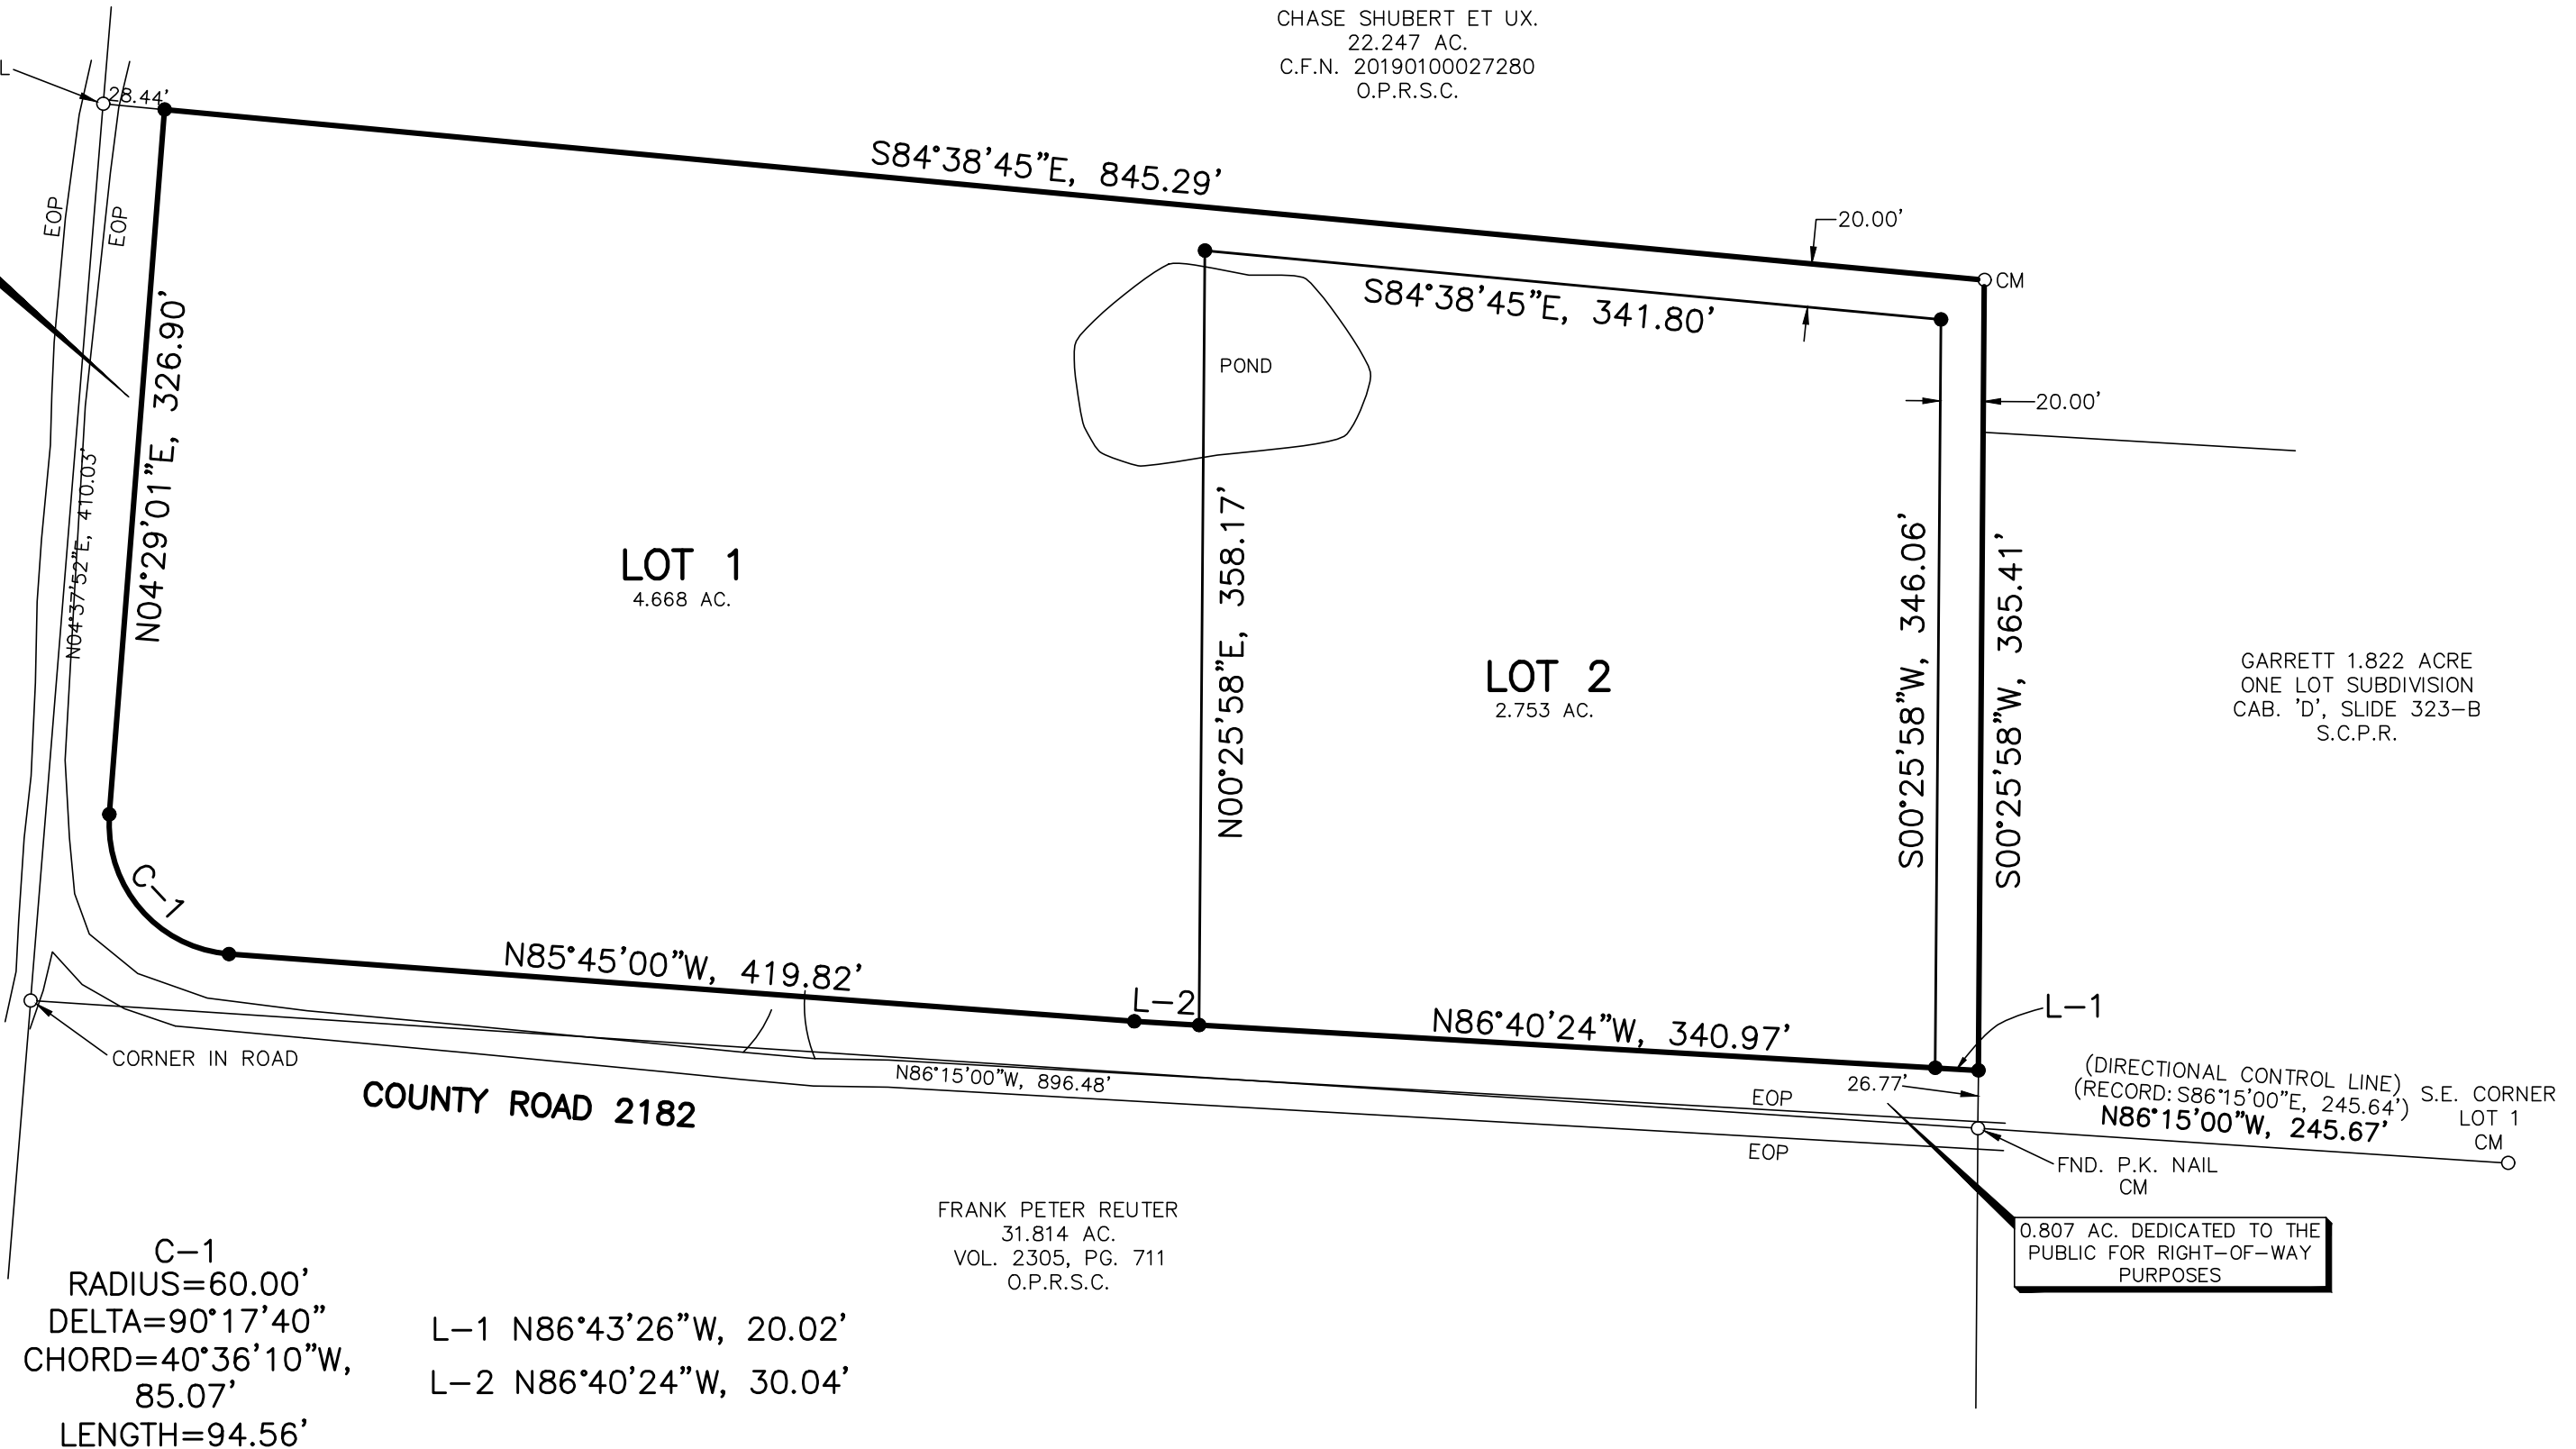 CHASE SHUBERT ET UX.
22.247 AC.
C.F.N. 20190100027280
O.P.R.S.C.
L
28.44'
S84°38'45"E, 845.29'
20.00'
CM
EOP
EOP
S84°38'45"E, 341.80'
POND
20.00'
N04°29'01"E, 326.90'
N04°37'52"E, 410.03'
LOT 1
4.668 AC.
N00°25'58"E, 358.17'
LOT 2
2.753 AC.
S00°25'58"W, 346.06'
S00°25'58"W, 365.41'
GARRETT 1.822 ACRE
ONE LOT SUBDIVISION
CAB. 'D', SLIDE 323-B
S.C.P.R.
C-1
N85°45'00"W, 419.82'
L-2
N86°40'24"W, 340.97'
L-1
CORNER IN ROAD
COUNTY ROAD 2182
N86°15'00"W, 896.48'
EOP
EOP
26.77'
(DIRECTIONAL CONTROL LINE)
(RECORD: S86°15'00"E, 245.64')
N86°15'00"W, 245.67'
S.E. CORNER
LOT 1
CM
FND. P.K. NAIL
CM
0.807 AC. DEDICATED TO THE
PUBLIC FOR RIGHT-OF-WAY
PURPOSES
FRANK PETER REUTER
31.814 AC.
VOL. 2305, PG. 711
O.P.R.S.C.
C-1
RADIUS=60.00'
DELTA=90°17'40"
CHORD=40°36'10"W,
85.07'
LENGTH=94.56'
L-1 N86°43'26"W, 20.02'
L-2 N86°40'24"W, 30.04'